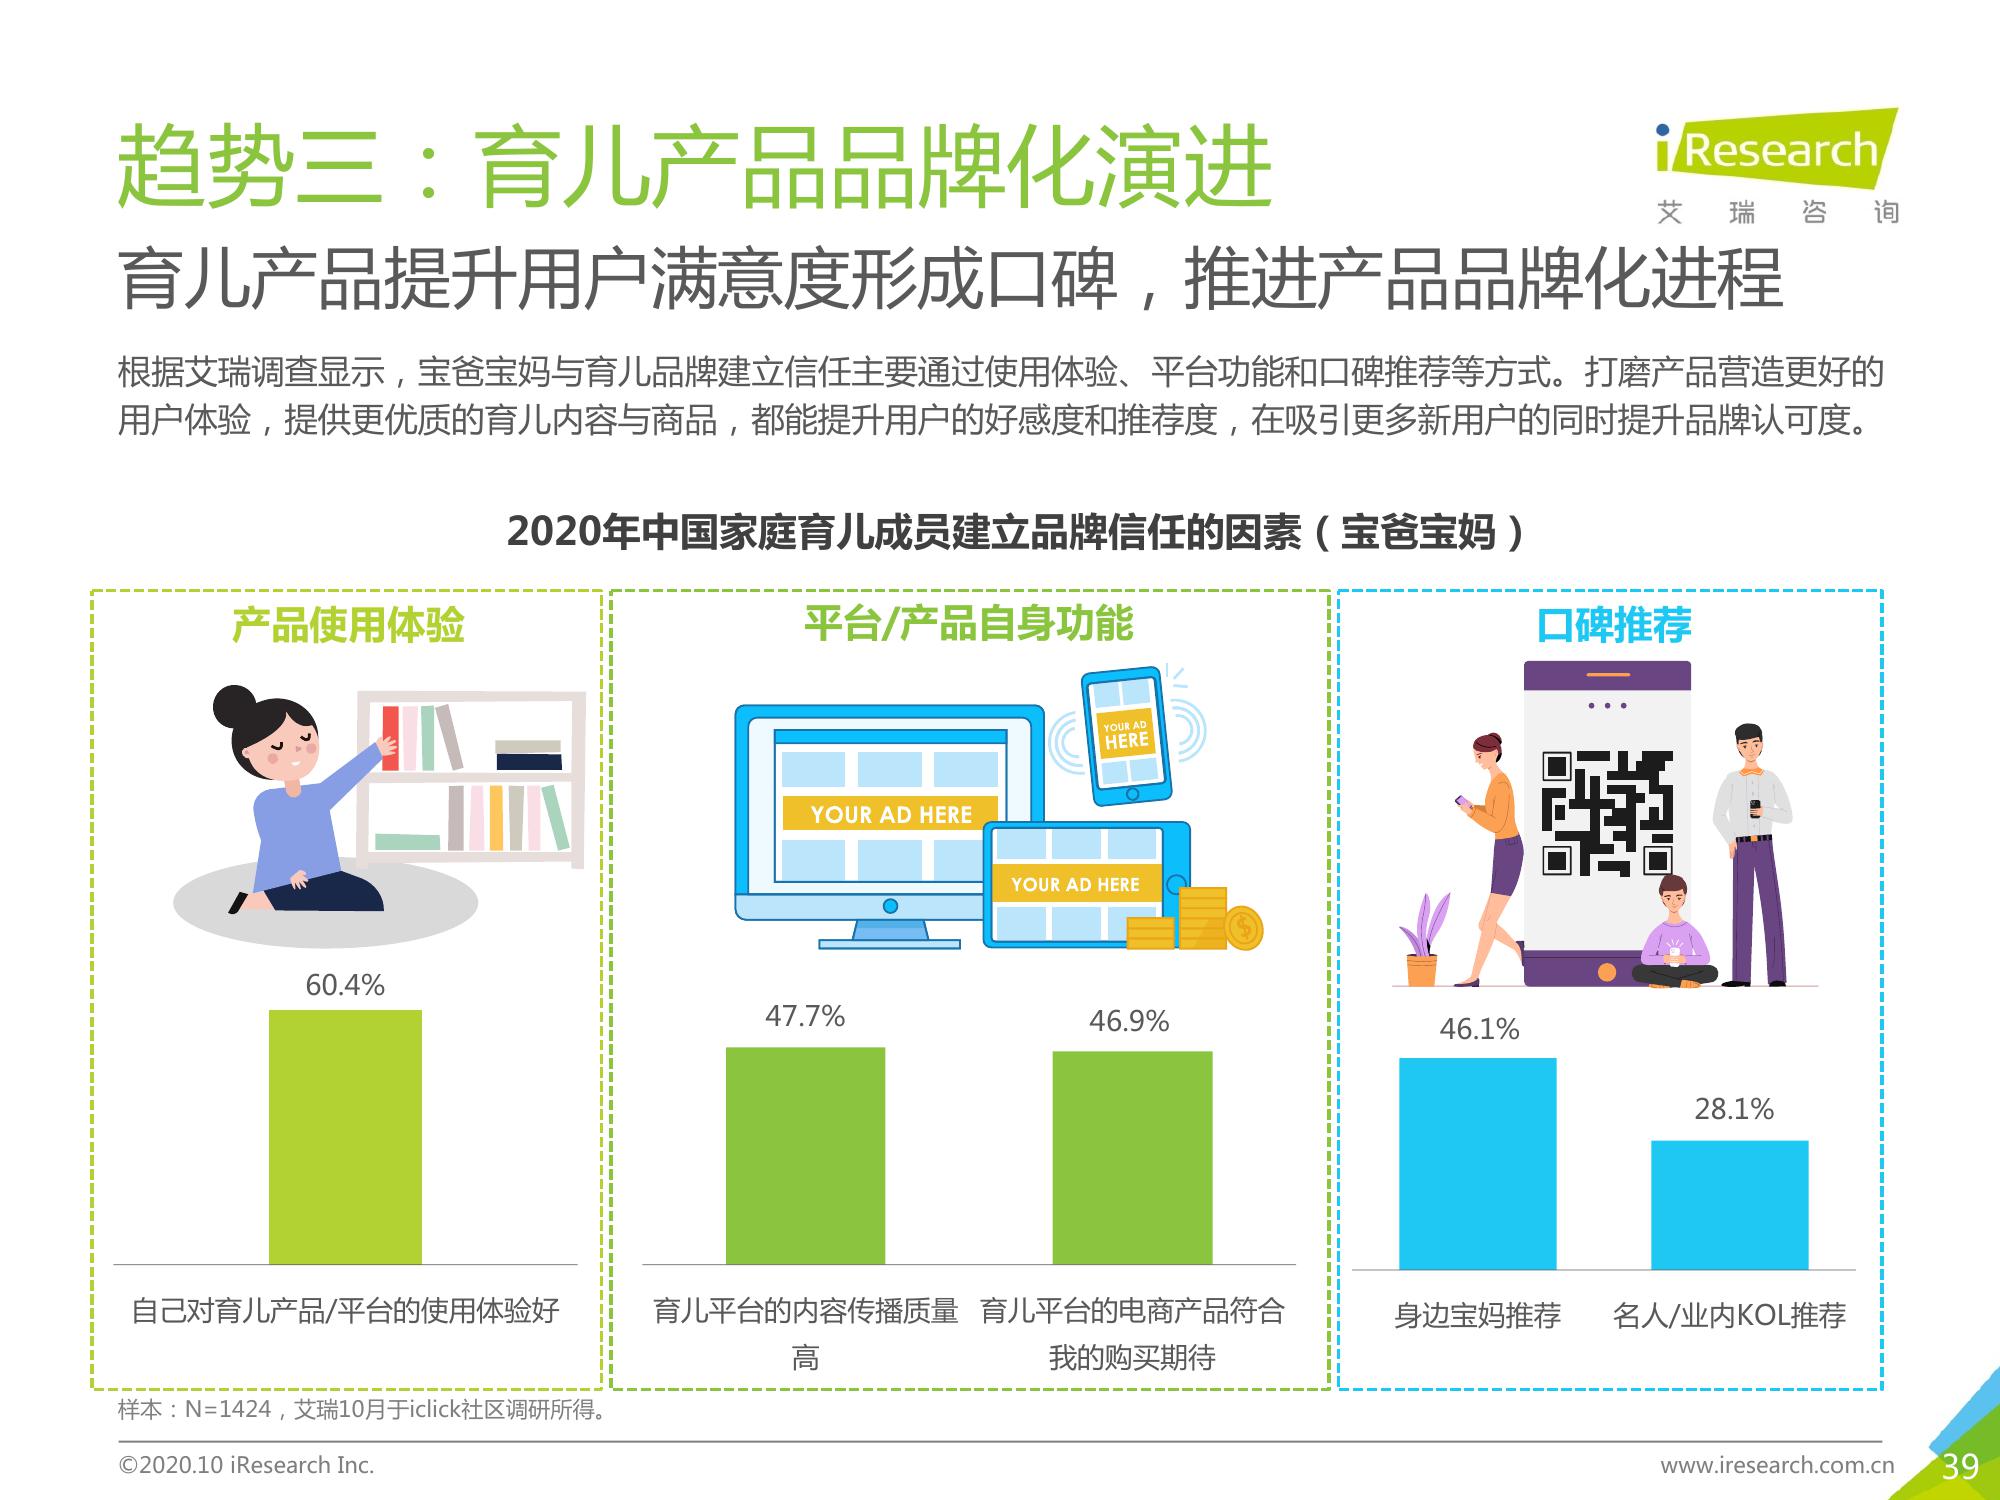 趋势三：育儿产品品牌化演进
iResearch
艾瑞咨询
育儿产品提升用户满意度形成口碑，推进产品品牌化进程
根据艾瑞调查显示，宝爸宝妈与育儿品牌建立信任主要通过使用体验、平台功能和口碑推荐等方式。打磨产品营造更好的
用户体验，提供更优质的育儿内容与商品，都能提升用户的好感度和推荐度，在吸引更多新用户的同时提升品牌认可度。
2020年中国家庭育儿成员建立品牌信任的因素（宝爸宝妈）
产品使用体验
60.4%
自己对育儿产品/平台的使用体验好
平台/产品自身功能
YOUR AD
HERE
YOUR AD HERE
YOUR AD HERE
47.7%
46.9%
育儿平台的内容传播质量
高
育儿平台的电商产品符合
我的购买期待
口碑推荐
46.1%
28.1%
身边宝妈推荐
名人/业内KOL推荐
样本：N=1424，艾瑞10月于iclick社区调研所得。
©2020.10 iResearch Inc.
www.iresearch.com.cn
39